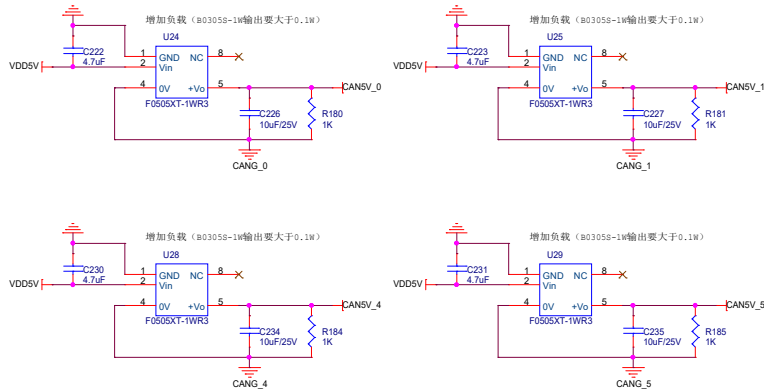 增加负载（B0305S-1W输出要大于0.1W）
U24
C222
4.7uF
VDD5V
1 GND NC 8
2 Vin
4 0V +Vo 5
F0505XT-1WR3
CAN5V_0
C226
10uF/25V
R180
1K
CANG_0
增加负载（B0305S-1W输出要大于0.1W）
U25
C223
4.7uF
VDD5V
1 GND NC 8
2 Vin
4 0V +Vo 5
F0505XT-1WR3
CAN5V_1
C227
10uF/25V
R181
1K
CANG_1
增加负载（B0305S-1W输出要大于0.1W）
U28
C230
4.7uF
VDD5V
1 GND NC 8
2 Vin
4 0V +Vo 5
F0505XT-1WR3
CAN5V_4
C234
10uF/25V
R184
1K
CANG_4
增加负载（B0305S-1W输出要大于0.1W）
U29
C231
4.7uF
VDD5V
1 GND NC 8
2 Vin
4 0V +Vo 5
F0505XT-1WR3
CAN5V_5
C235
10uF/25V
R185
1K
CANG_5